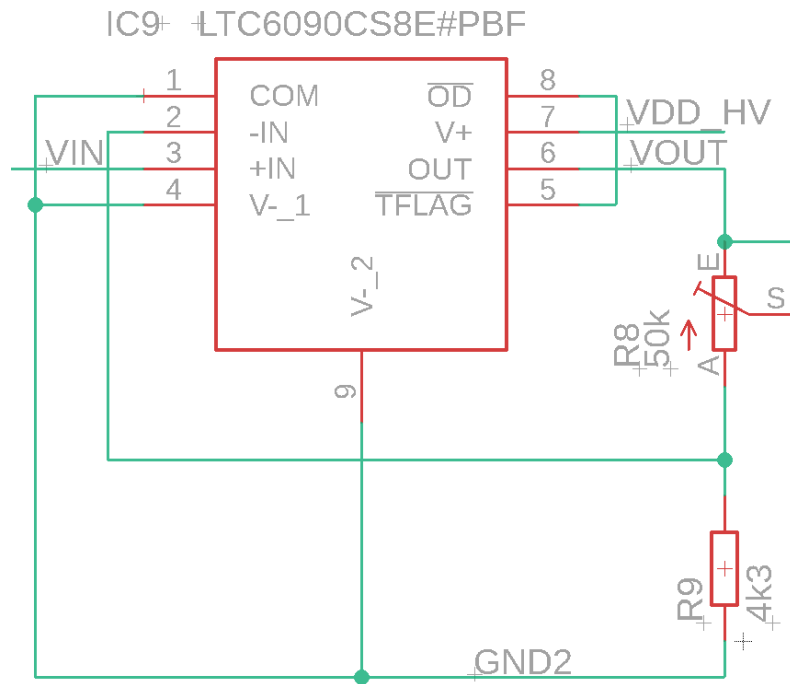 IC9 LTC6090CS8E#PBF
1 COM
2 -IN
VIN 3 +IN
4 V-_1
8 OD
7 V+ VDD_HV
6 OUT VOUT
5 TFLAG
V-_2
9
E
S
A
R8
50k
R9
4k3
GND2